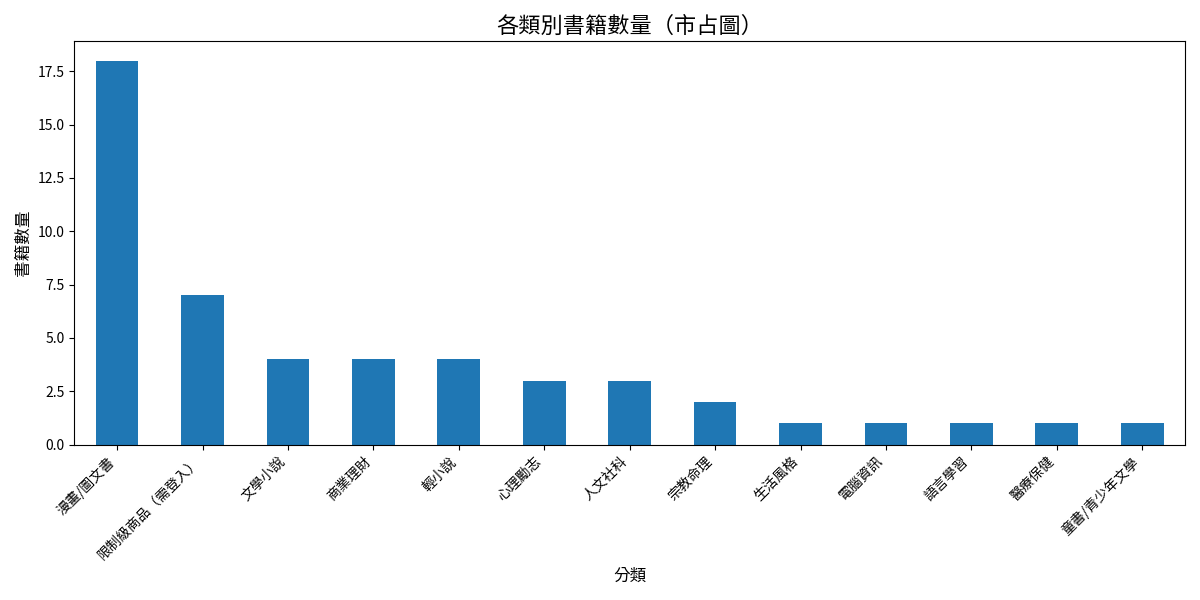 各類別書籍數量（市占圖）
書籍數量
17.5
15.0
12.5
10.0
7.5
5.0
2.5
0.0
漫畫/圖文書
限制級商品（需登入）
文學小說
商業理財
輕小說
心理勵志
人文社科
宗教命理
生活風格
電腦資訊
語言學習
醫療保健
童書/青少年文學
分類